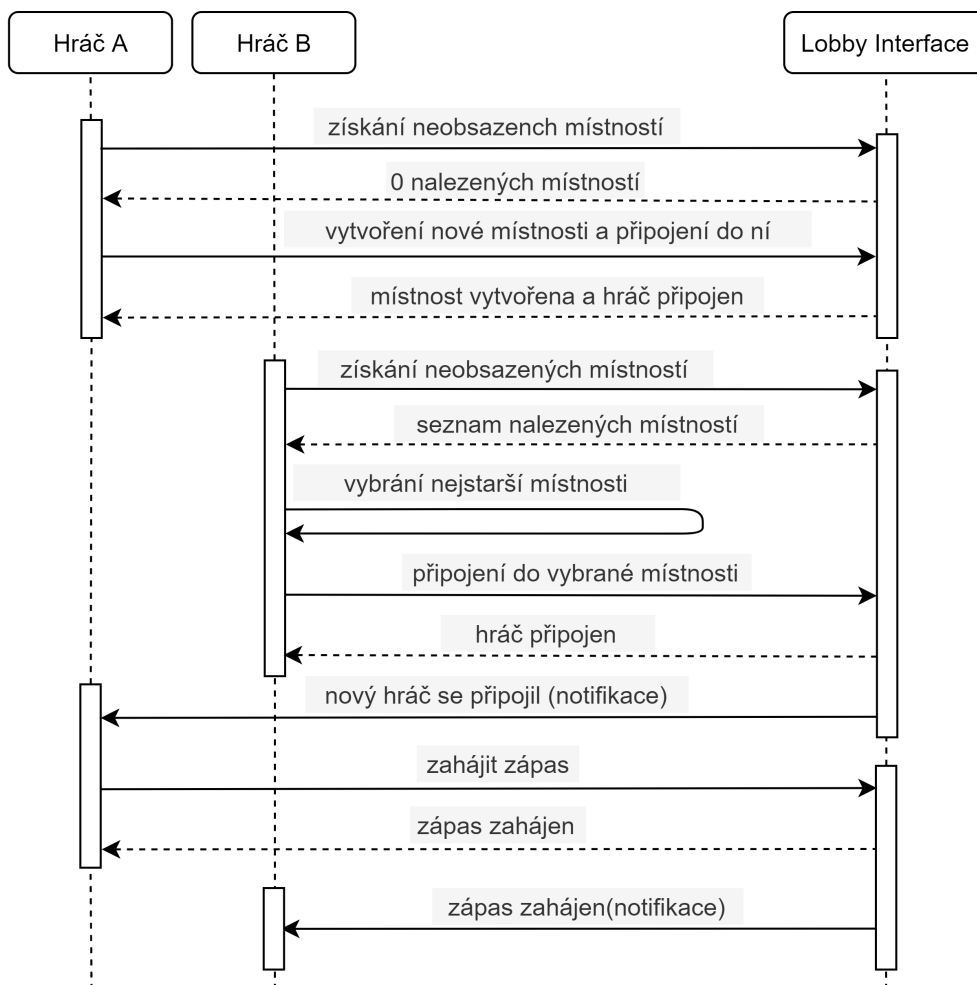 Hráč A
Hráč B
Lobby Interface
získání neobsazench místností
0 nalezených místností
vytvoření nové místnosti a připojení do ní
místnost vytvořena a hráč připojen
získání neobsazených místností
seznam nalezených místností
vybrání nejstarší místnosti
připojení do vybrané místnosti
hráč připojen
nový hráč se připojil (notifikace)
zahájit zápas
zápas zahájen
zápas zahájen(notifikace)